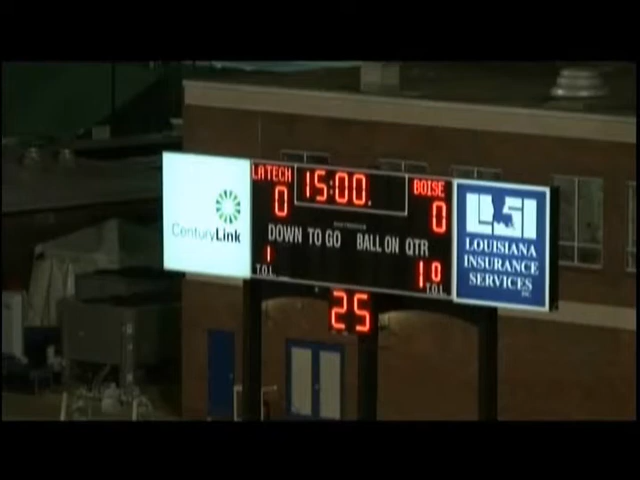 LATECH 15:00. BOISE
0 0
CenturyLink
DOWN TO GO BALL ON QTR
1 1
T.O.L. T.O.L.
25
LSI
LOUISIANA
INSURANCE
SERVICES